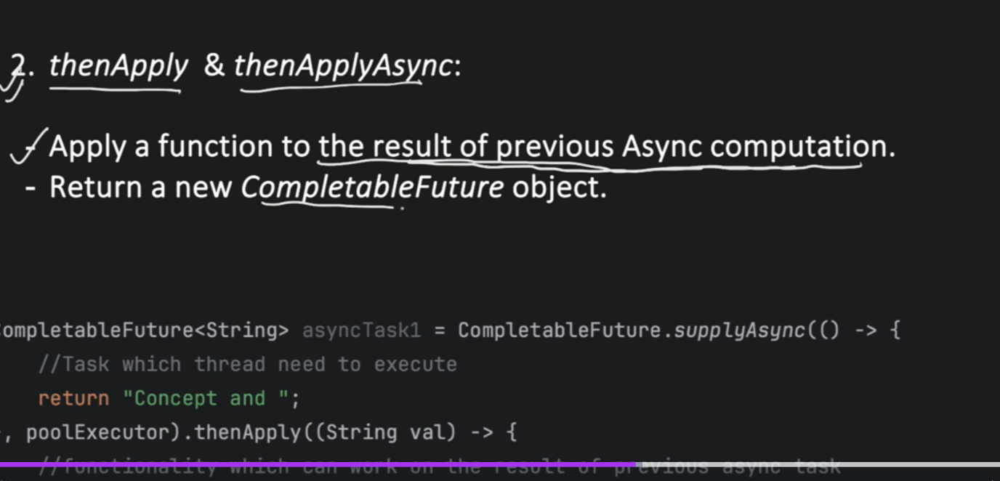 2. thenApply & thenApplyAsync:
Apply a function to the result of previous Async computation.
- Return a new CompletableFuture object.
CompletableFuture<String> asyncTask1 = CompletableFuture.supplyAsync(() -> {
//Task which thread need to execute
return "Concept and ";
, poolExecutor).thenApply((String val) -> {
//functionality which can work on the result of previous async task